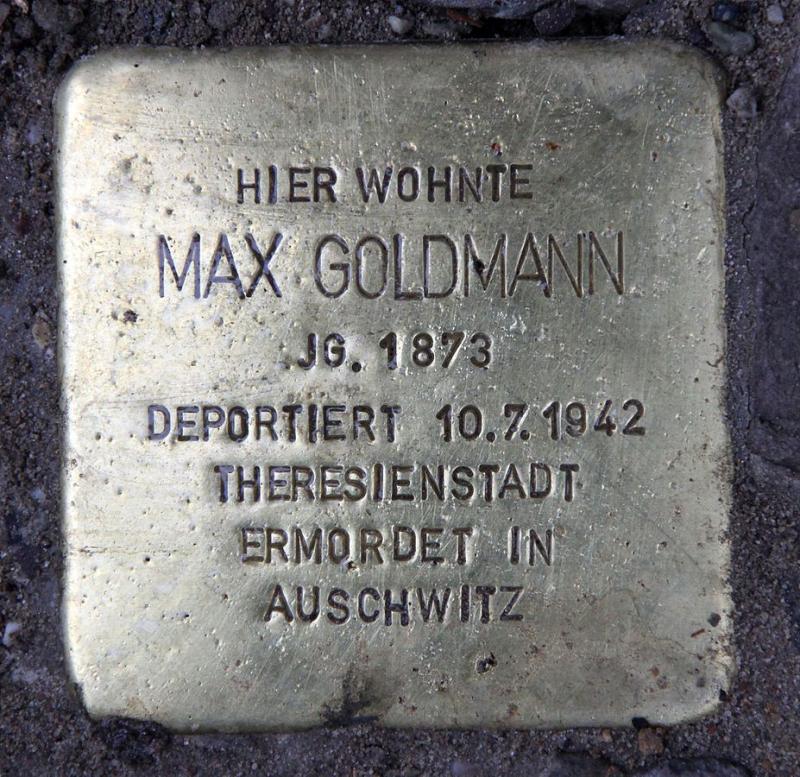 HIER WOHNTE
MAX GOLDMANN
JG. 1873
DEPORTIERT 10.7.1942
THERESIENSTADT
ERMORDET IN
AUSCHWITZ